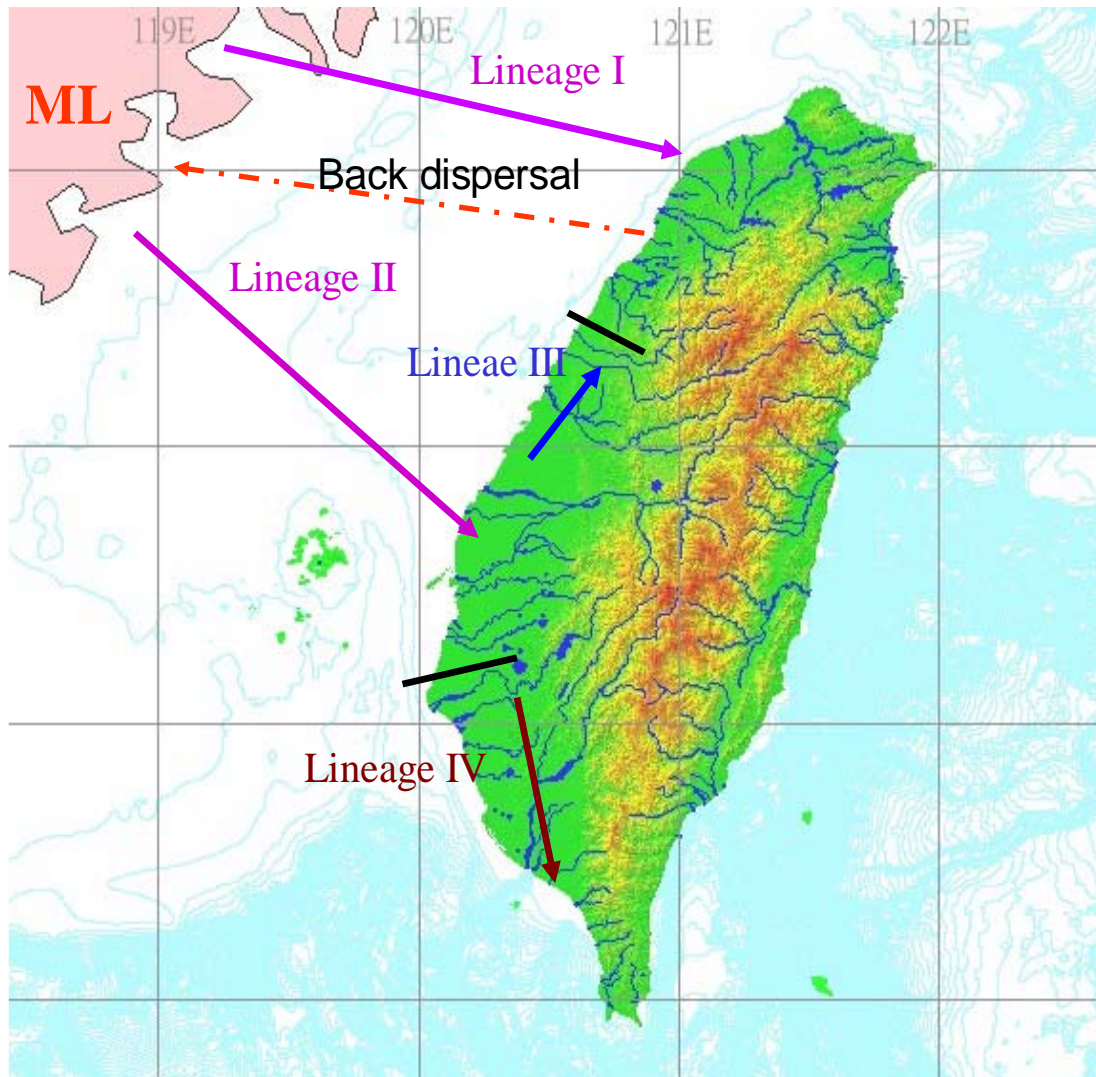 119E 120E 121E 122E
Lineage I
ML
Back dispersal
Lineage II
Lineae III
Lineage IV